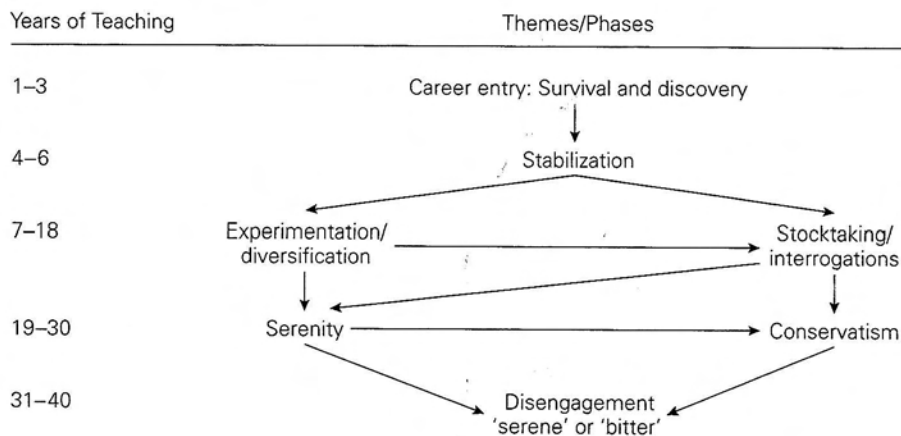 Years of Teaching Themes/Phases
1–3 Career entry: Survival and discovery
4–6 Stabilization
7–18 Experimentation/ Stocktaking/
diversification interrogations
19–30 Serenity Conservatism
31–40 Disengagement
'serene' or 'bitter'